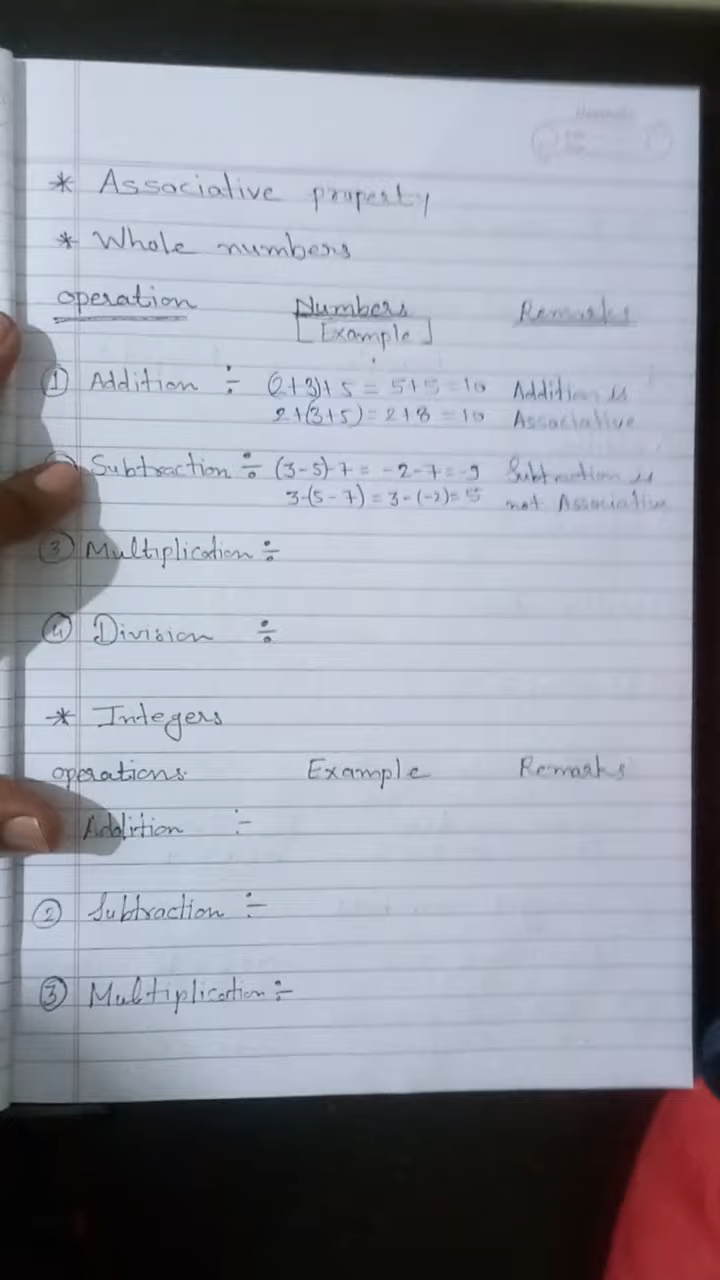 * Associative property
* Whole numbers
operation Numbers Remarks
[Example]
① Addition ÷ (2+3)+5 = 5+5 = 10 Addition is
2+(3+5) = 2+8 = 10 Associative
Subtraction ÷ (3-5)-7 = -2-7 = -9 Subtraction is
3-(5-7) = 3-(-2) = 5 not Associative
③ Multiplication ÷
④ Division ÷
* Integers
operations Example Remarks
Addition :-
② Subtraction ÷
③ Multiplication ÷